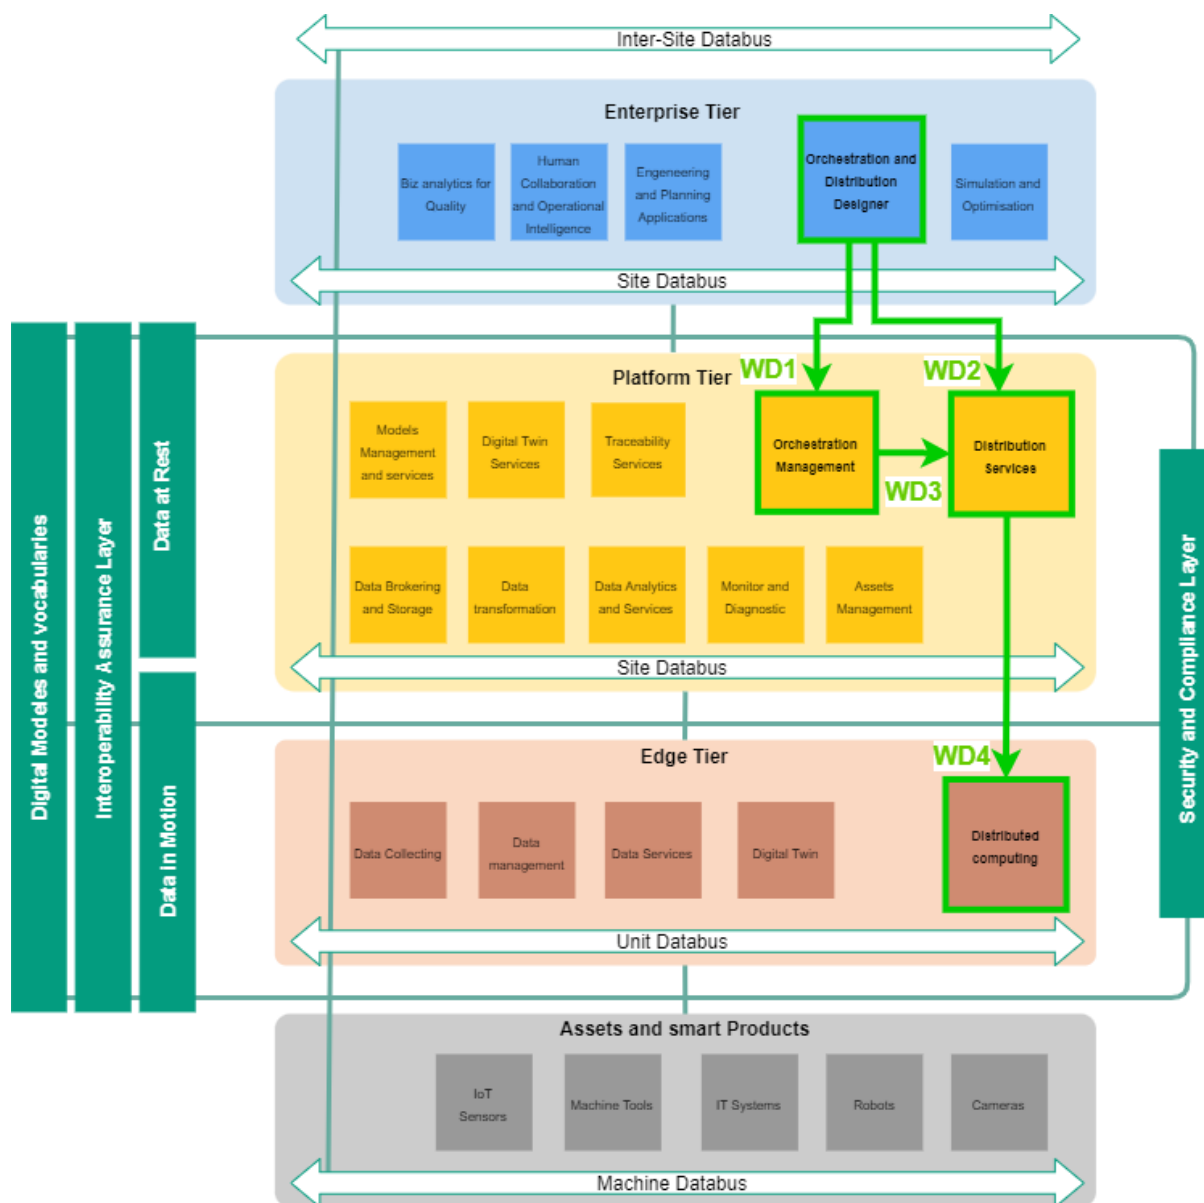 Inter-Site Databus
Enterprise Tier
Biz analytics for
Quality
Human
Collaboration
and Operational
Intelligence
Engeneering
and Planning
Applications
Orchestration and
Distribution
Designer
Simulation and
Optimisation
Site Databus
Digital Modeles and vocabularies
Interoperability Assurance Layer
Data at Rest
Data in Motion
Security and Compliance Layer
Platform Tier
WD1
WD2
Models
Management
and services
Digital Twin
Services
Traceability
Services
Orchestration
Management
WD3
Distribution
Services
Data Brokering
and Storage
Data
transformation
Data Analytics
and Services
Monitor and
Diagnostic
Assets
Management
Site Databus
Edge Tier
WD4
Data Collecting
Data
management
Data Services
Digital Twin
Distributed
computing
Unit Databus
Assets and smart Products
IoT
Sensors
Machine Tools
IT Systems
Robots
Cameras
Machine Databus